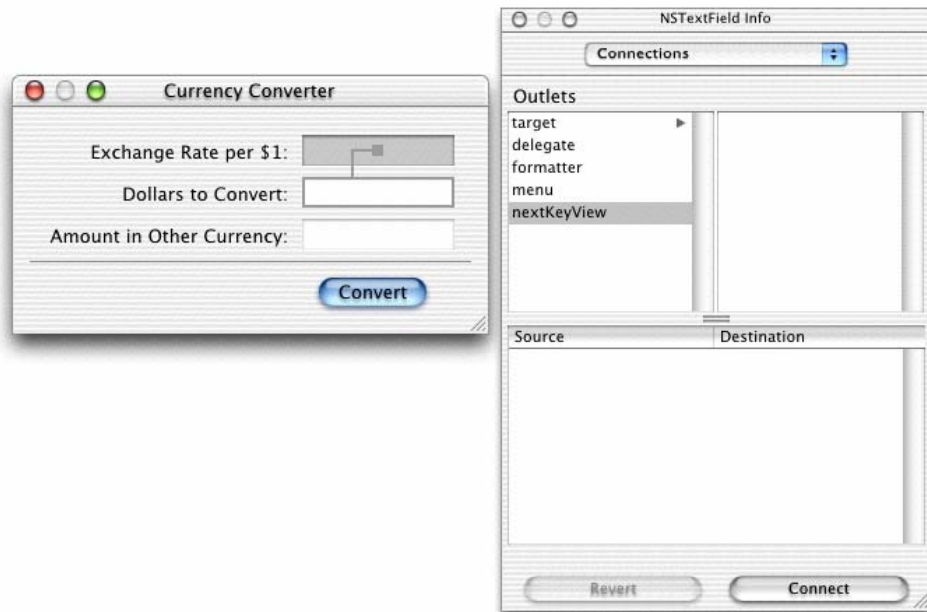 Currency Converter
Exchange Rate per $1:
Dollars to Convert:
Amount in Other Currency:
Convert
NSTextField Info
Connections
Outlets
target
delegate
formatter
menu
nextKeyView
Source Destination
Revert Connect